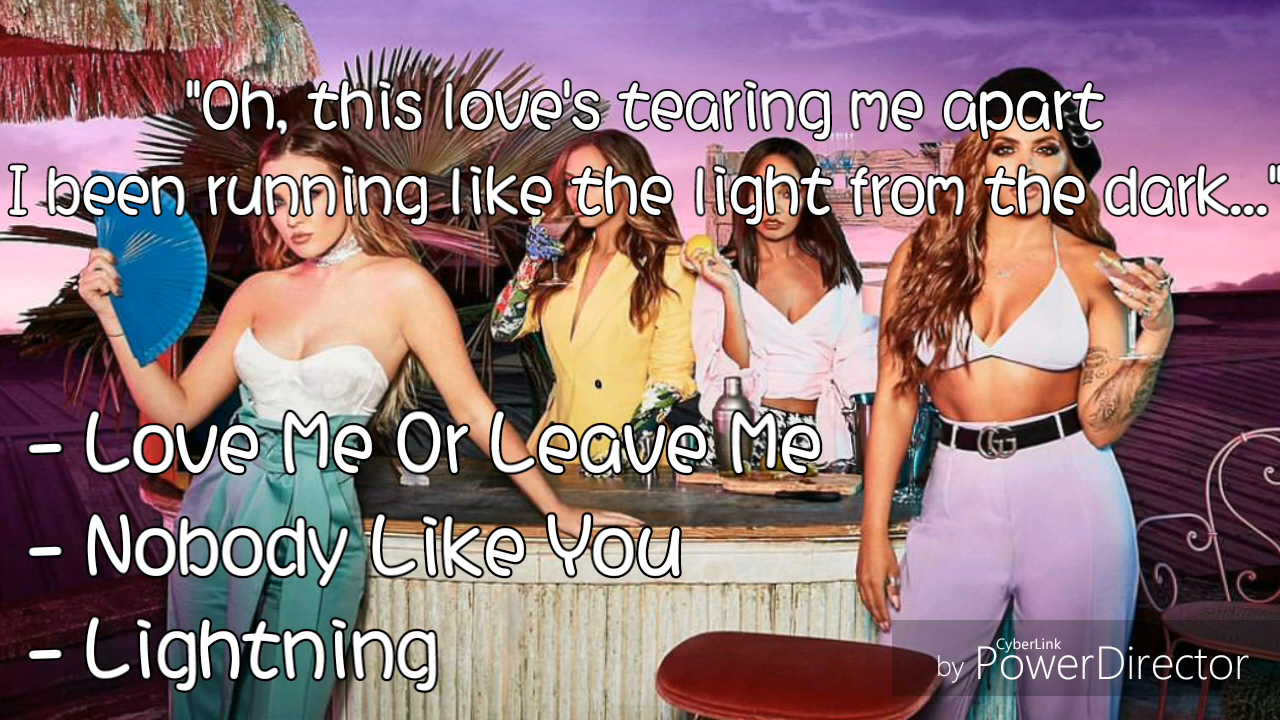 "Oh, this love's tearing me apart
I been running like the light from the dark..."
- Love Me Or Leave Me
- Nobody Like You
- Lightning
CyberLink
by PowerDirector